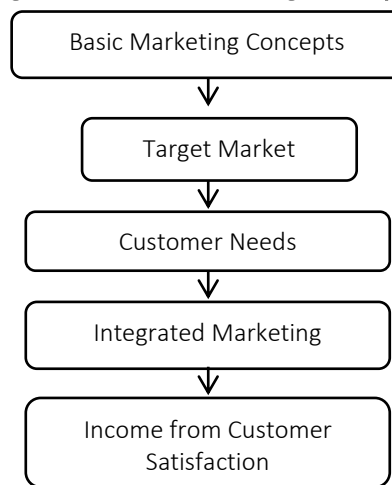 Basic Marketing Concepts
Target Market
Customer Needs
Integrated Marketing
Income from Customer
Satisfaction